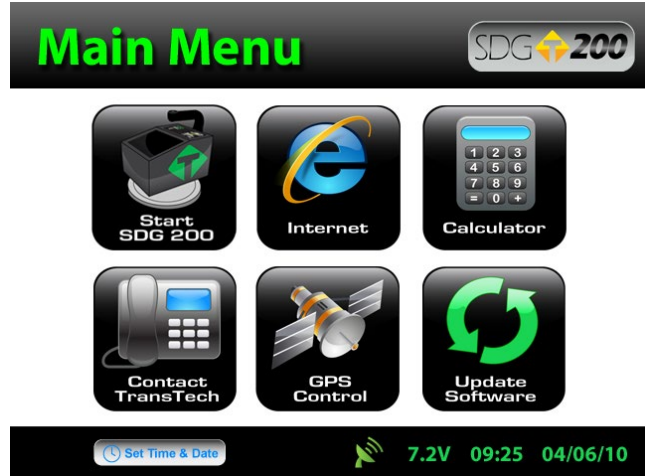 Main Menu
SDG T 200
Start
SDG 200
Internet
1 2 3
4 5 6
7 8 9
= 0 +
Calculator
Contact
TransTech
GPS
Control
Update
Software
Set Time & Date
7.2V 09:25 04/06/10